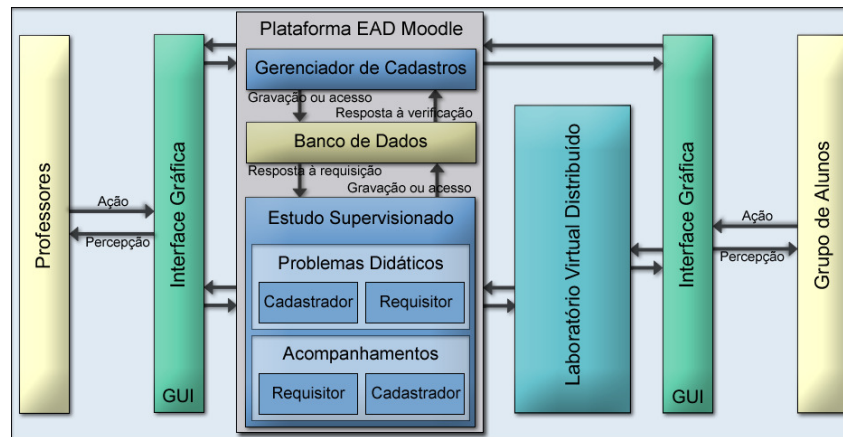 Plataforma EAD Moodle
Gerenciador de Cadastros
Gravação ou acesso
Resposta à verificação
Banco de Dados
Resposta à requisição
Gravação ou acesso
Estudo Supervisionado
Problemas Didáticos
Cadastrador
Requisitor
Acompanhamentos
Requisitor
Cadastrador
Professores
Ação
Percepção
Interface Gráfica
GUI
Laboratório Virtual Distribuído
Interface Gráfica
GUI
Ação
Percepção
Grupo de Alunos